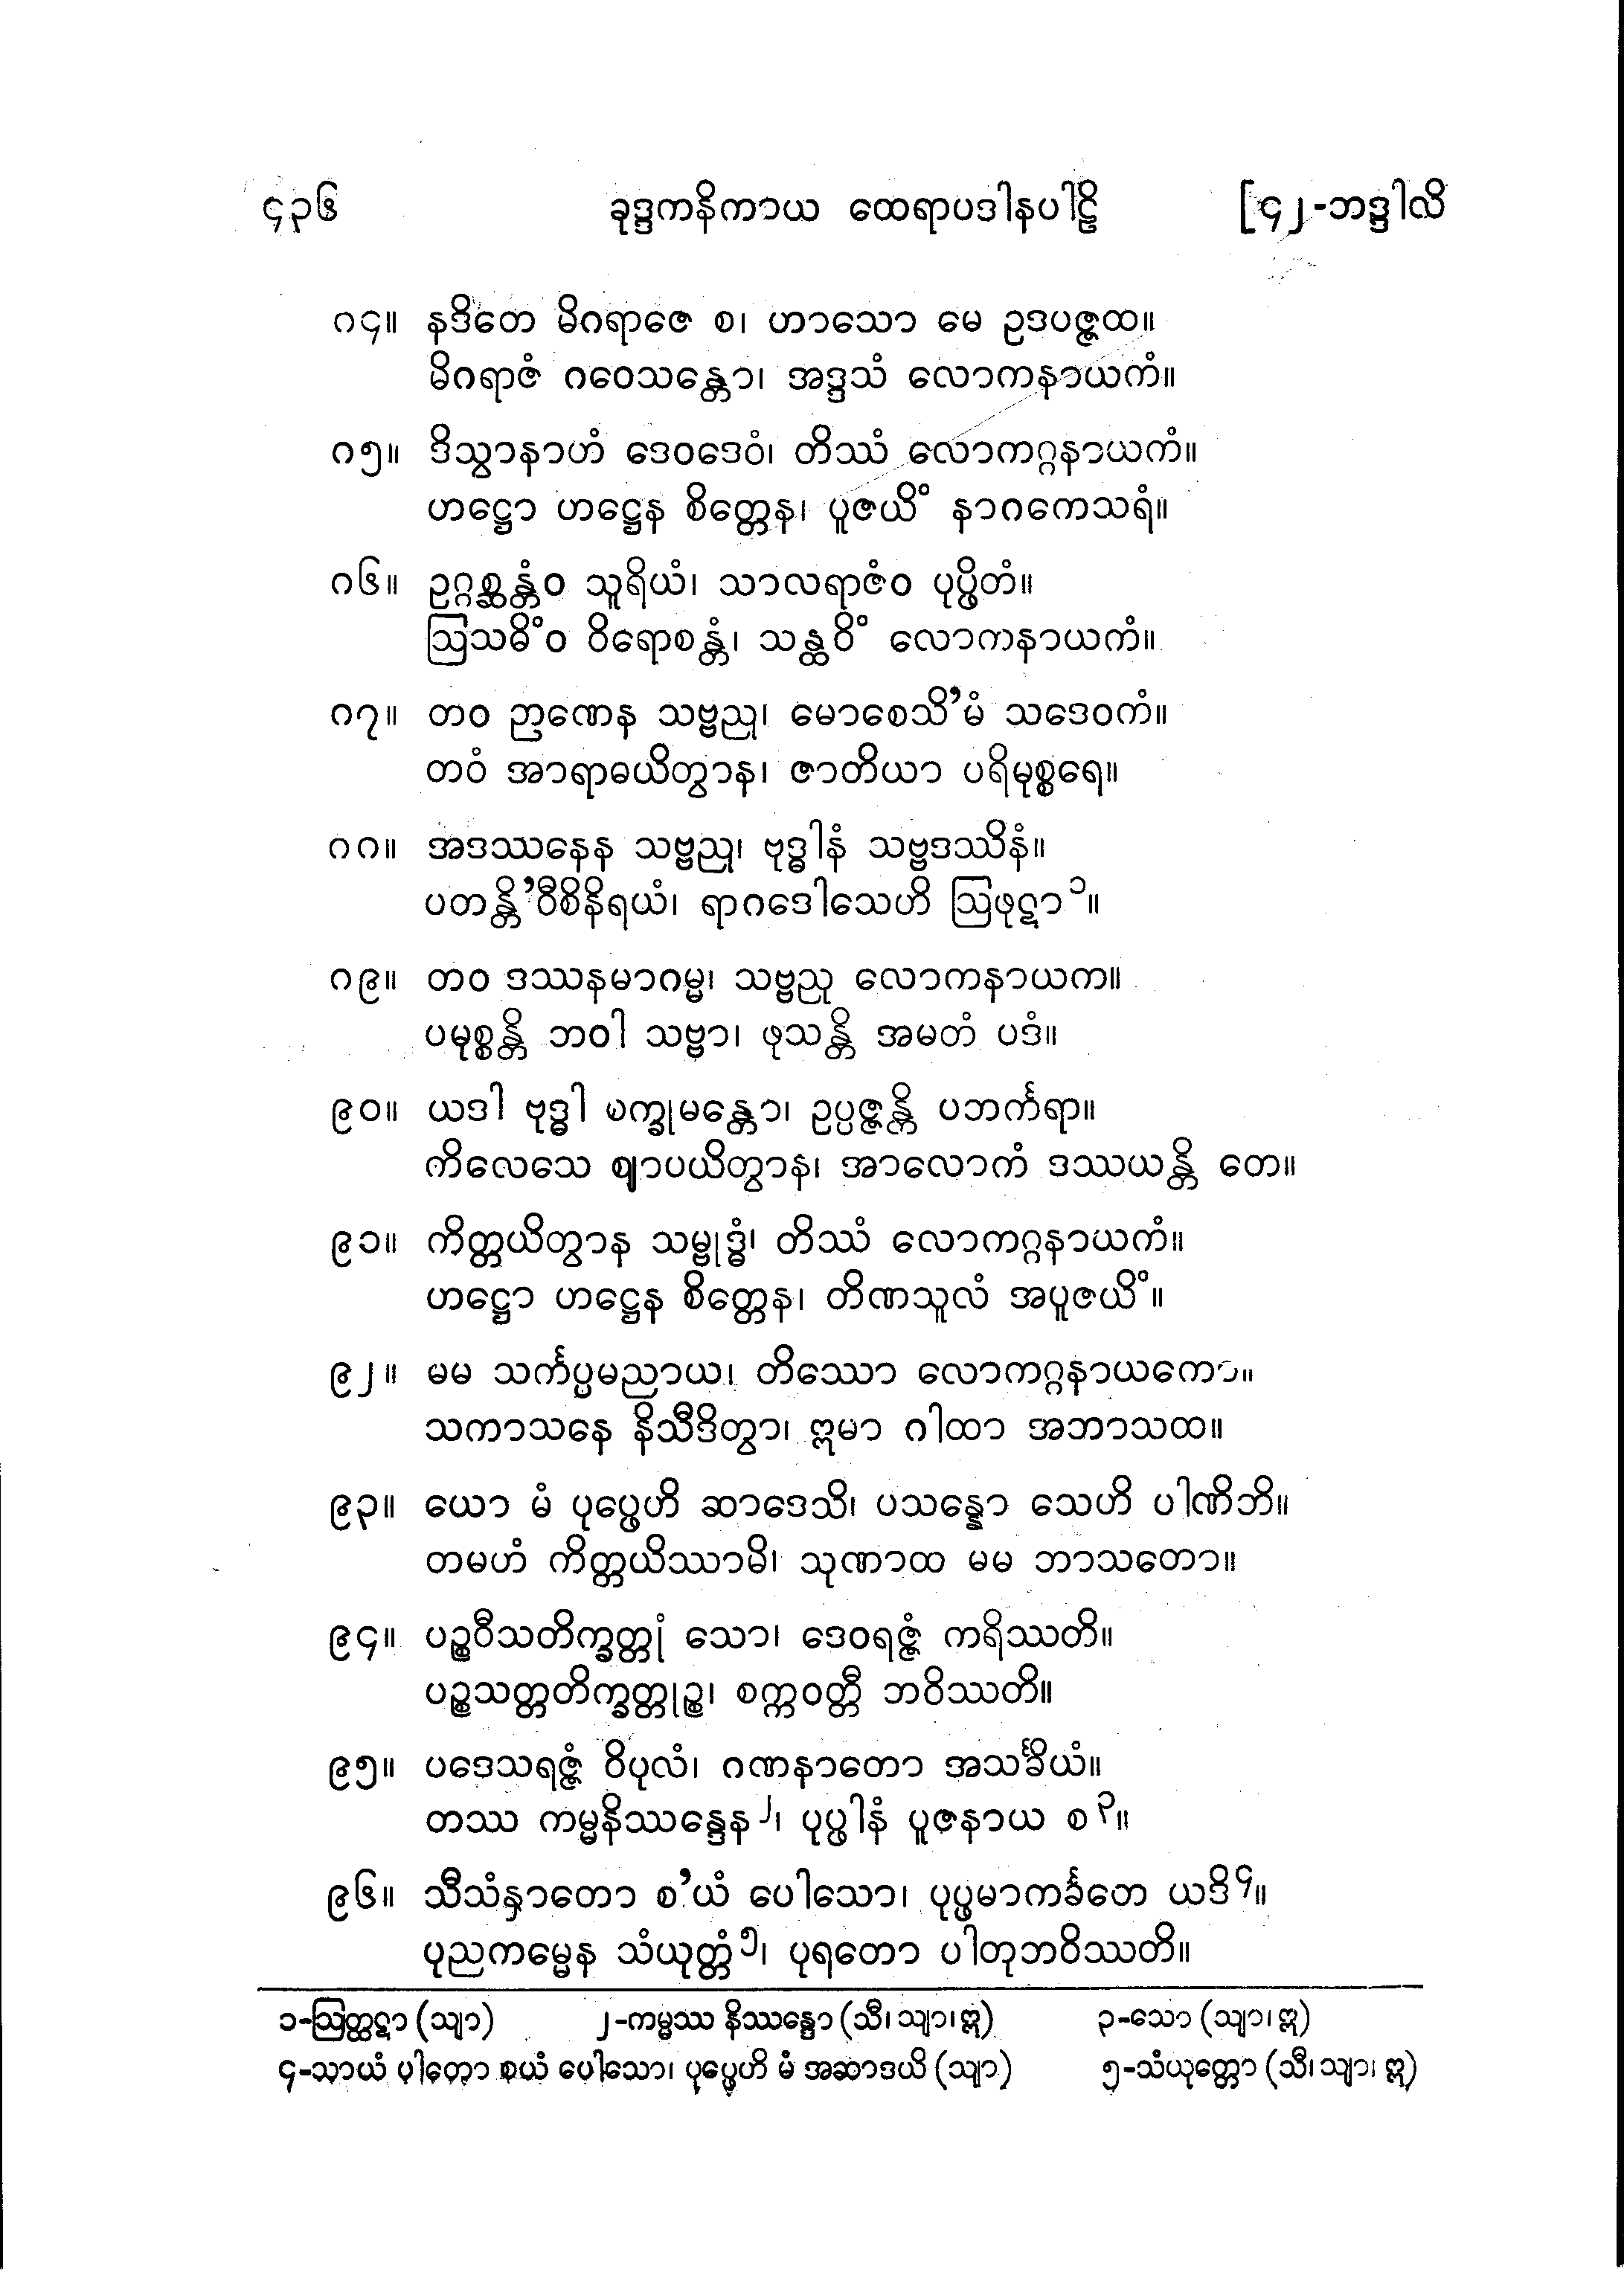 ၄၃၆ ခုဒ္ဒကနိကာယ ထေရာပဒါနပါဠိ [၄၂-ဘဒ္ဒါလိ
၈၄။ နဒိတေ မိဂရာဇေ စ၊ ဟာသော မေ ဥဒပဇ္ဇထ။
မိဂရာဇံ ဂဝေသန္တော၊ အဒ္ဒသံ လောကနာယကံ။
၈၅။ ဒိသွာနာဟံ ဒေဝဒေဝံ၊ တိဿံ လောကဂ္ဂနာယကံ။
ဟဋ္ဌော ဟဋ္ဌေန စိတ္တေန၊ ပူဇယိံ နာဂကေသရံ။
၈၆။ ဥဂ္ဂစ္ဆန္တံဝ သူရိယံ၊ သာလရာဇံဝ ပုပ္ဖိတံ။
ဩသဓိံဝ ဝိရောစန္တံ၊ သန္ထဝိံ လောကနာယကံ။
၈၇။ တဝ ဉာဏေန သဗ္ဗညု၊ မောစေသိ’မံ သဒေဝကံ။
တဝံ အာရာဓယိတွာန၊ ဇာတိယာ ပရိမုစ္စရေ။
၈၈။ အဒဿနေန သဗ္ဗညု၊ ဗုဒ္ဓါနံ သဗ္ဗဒဿိနံ။
ပတန္တိ’ဝီစိနိရယံ၊ ရာဂဒေါသေဟိ ဩဖုဋာ၁။
၈၉။ တဝ ဒဿနမာဂမ္မ၊ သဗ္ဗညု လောကနာယက။
ပမုစ္စန္တိ ဘဝါ သဗ္ဗာ၊ ဖုသန္တိ အမတံ ပဒံ။
၉၀။ ယဒါ ဗုဒ္ဓါ စက္ခုမန္တော၊ ဥပ္ပဇ္ဇန္တိ ပဘင်္ကရာ။
ကိလေသေ ဈာပယိတွာန၊ အာလောကံ ဒဿယန္တိ တေ။
၉၁။ ကိတ္တယိတွာန သမ္ဗုဒ္ဓံ၊ တိဿံ လောကဂ္ဂနာယကံ။
ဟဋ္ဌော ဟဋ္ဌေန စိတ္တေန၊ တိဏသူလံ အပူဇယိံ။
၉၂။ မမ သင်္ကပ္ပမညာယ၊ တိဿော လောကဂ္ဂနာယကော။
သကာသနေ နိသီဒိတွာ၊ ဣမာ ဂါထာ အဘာသထ။
၉၃။ ယော မံ ပုပ္ဖေဟိ ဆာဒေသိ၊ ပသန္နော သေဟိ ပါဏိဘိ။
တမဟံ ကိတ္တယိဿာမိ၊ သုဏာထ မမ ဘာသတော။
၉၄။ ပဉ္စဝီသတိက္ခတ္တုံ သော၊ ဒေဝရဇ္ဇံ ကရိဿတိ။
ပဉ္စသတ္တတိက္ခတ္တုဉ္စ၊ စက္ကဝတ္တီ ဘဝိဿတိ။
၉၅။ ပဒေသရဇ္ဇံ ဝိပုလံ၊ ဂဏနာတော အသင်္ခိယံ။
တဿ ကမ္မနိဿန္ဒေန၂၊ ပုပ္ဖါနံ ပူဇနာယ စ၃။
၉၆။ သီသံနှာတော စ’ယံ ပေါသော၊ ပုပ္ဖမာကင်္ခတေ ယဒိ၄။
ပုညကမ္မေန သံယုတ္တံ၅၊ ပုရတော ပါတုဘဝိဿတိ။
၁-ဩတ္ထဋာ (သျာ) ၂-ကမ္မဿ နိဿန္ဒော (သီ၊ သျာ၊ ဣ) ၃-သော (သျာ၊ ဣ)
၄-သာယံ ပါတော စယံ ပေါသော၊ ပုပ္ဖေဟိ မံ အဆာဒယိ (သျာ) ၅-သံယုတ္တော (သီ၊ သျာ၊ ဣ)